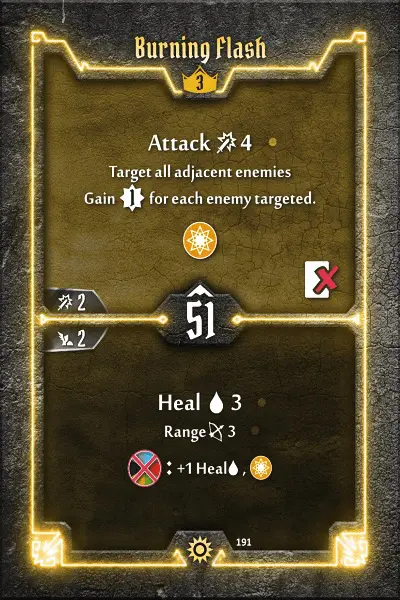 Burning Flash
3
Attack 4
Target all adjacent enemies
Gain 1 for each enemy targeted.
2
51
2
Heal 3
Range 3
: +1 Heal ,
191